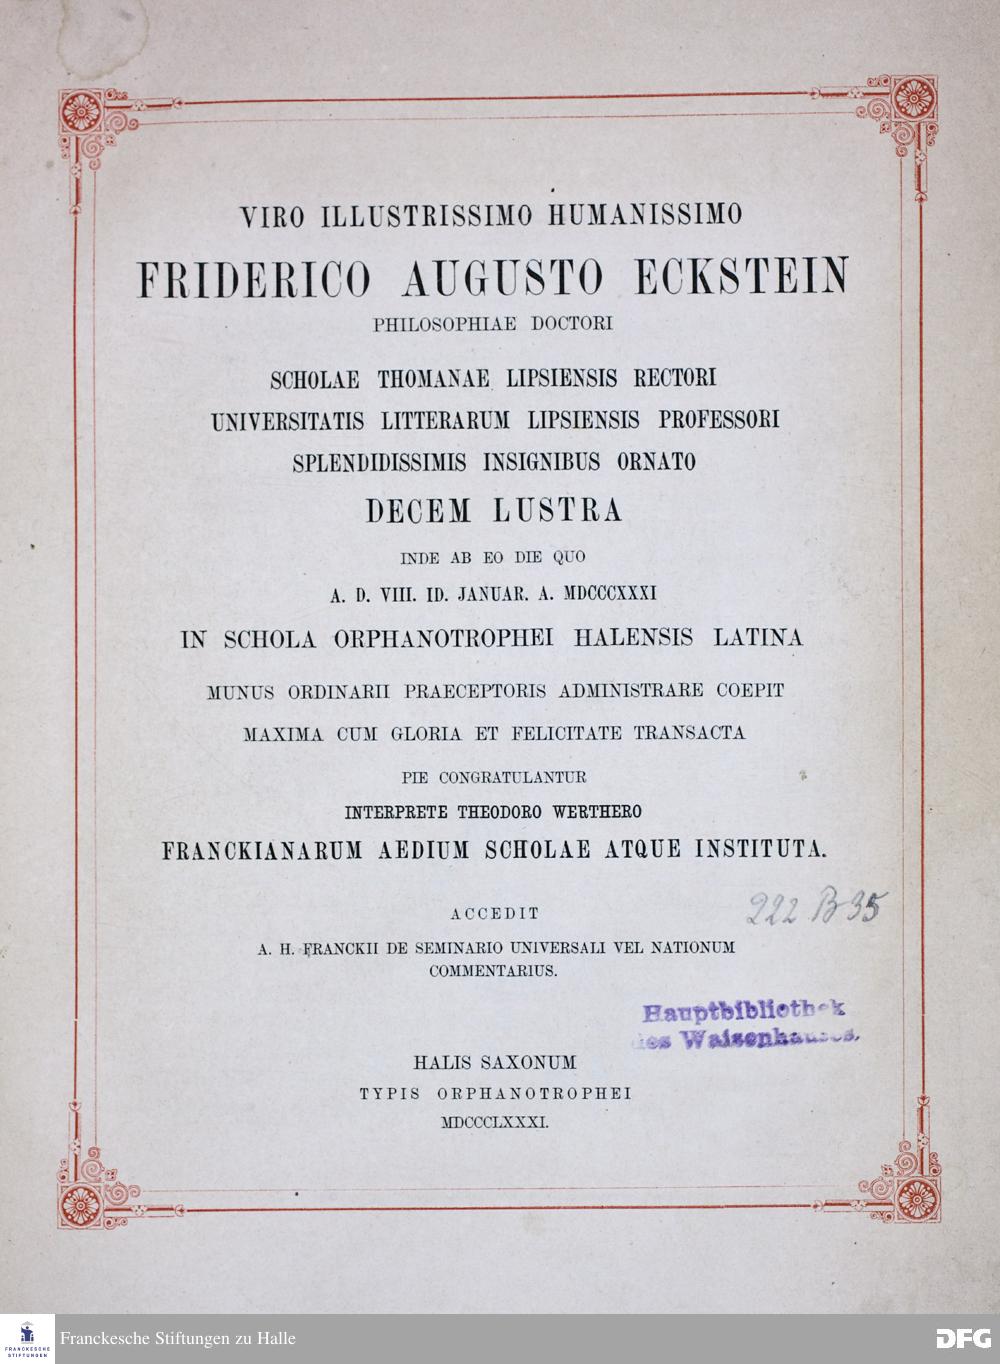 VIRO ILLUSTRISSIMO HUMANISSIMO
FRIDERICO AUGUSTO ECKSTEIN
PHILOSOPHIAE DOCTORI
SCHOLAE THOMANAE LIPSIENSIS RECTORI
UNIVERSITATIS LITTERARUM LIPSIENSIS PROFESSORI
SPLENDIDISSIMIS INSIGNIBUS ORNATO
DECEM LUSTRA
INDE AB EO DIE QUO
A. D. VIII. ID. JANUAR. A. MDCCCXXXI
IN SCHOLA ORPHANOTROPHEI HALENSIS LATINA
MUNUS ORDINARII PRAECEPTORIS ADMINISTRARE COEPIT
MAXIMA CUM GLORIA ET FELICITATE TRANSACTA
PIE CONGRATULANTUR
INTERPRETE THEODORO WERTHERO
FRANCKIANARUM AEDIUM SCHOLAE ATQUE INSTITUTA.
222 B 35
ACCEDIT
A. H. FRANCKII DE SEMINARIO UNIVERSALI VEL NATIONUM
COMMENTARIUS.
Hauptbibliothek
des Waisenhauses.
HALIS SAXONUM
TYPIS ORPHANOTROPHEI
MDCCCLXXXI.
FRANCKESCHE
STIFTUNGEN
Franckesche Stiftungen zu Halle
DFG